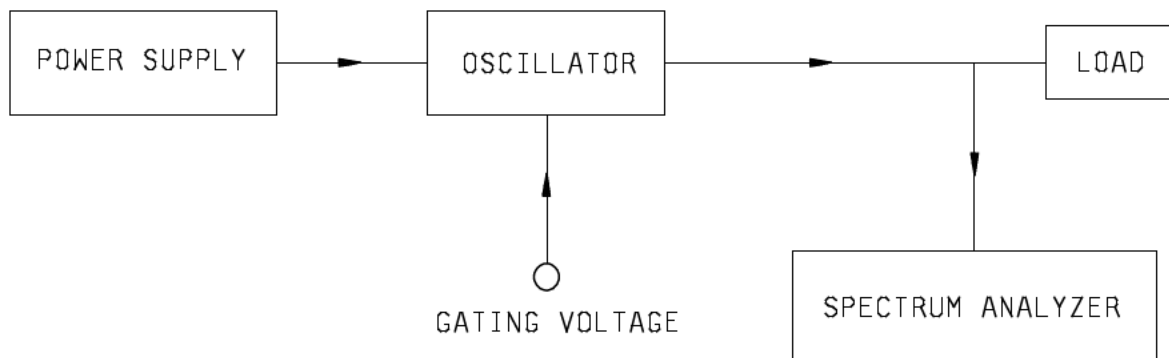 POWER SUPPLY
OSCILLATOR
LOAD
GATING VOLTAGE
SPECTRUM ANALYZER